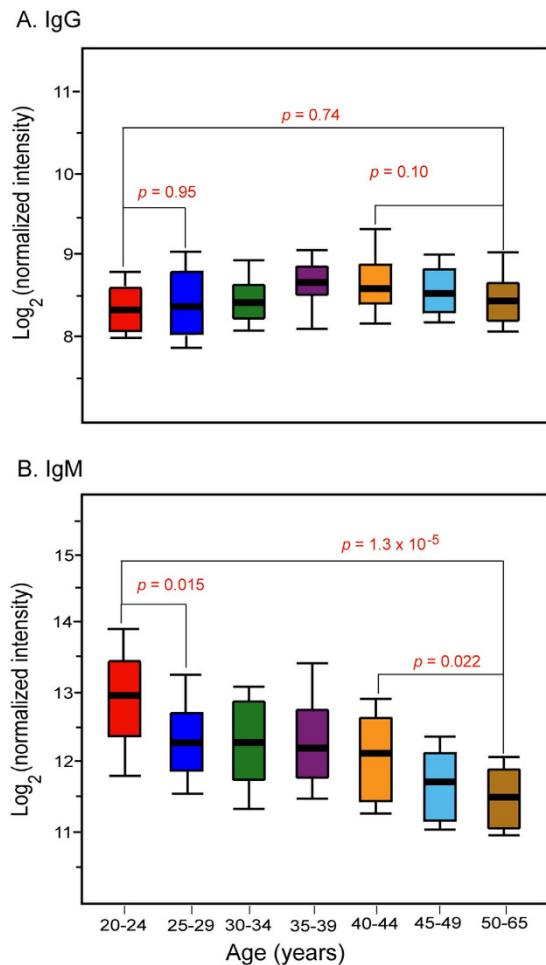 A. IgG
Log₂ (normalized intensity)
11
10
9
8
p = 0.74
p = 0.95
p = 0.10
B. IgM
Log₂ (normalized intensity)
15
14
13
12
11
p = 1.3 x 10⁻⁵
p = 0.015
p = 0.022
20-24 25-29 30-34 35-39 40-44 45-49 50-65
Age (years)